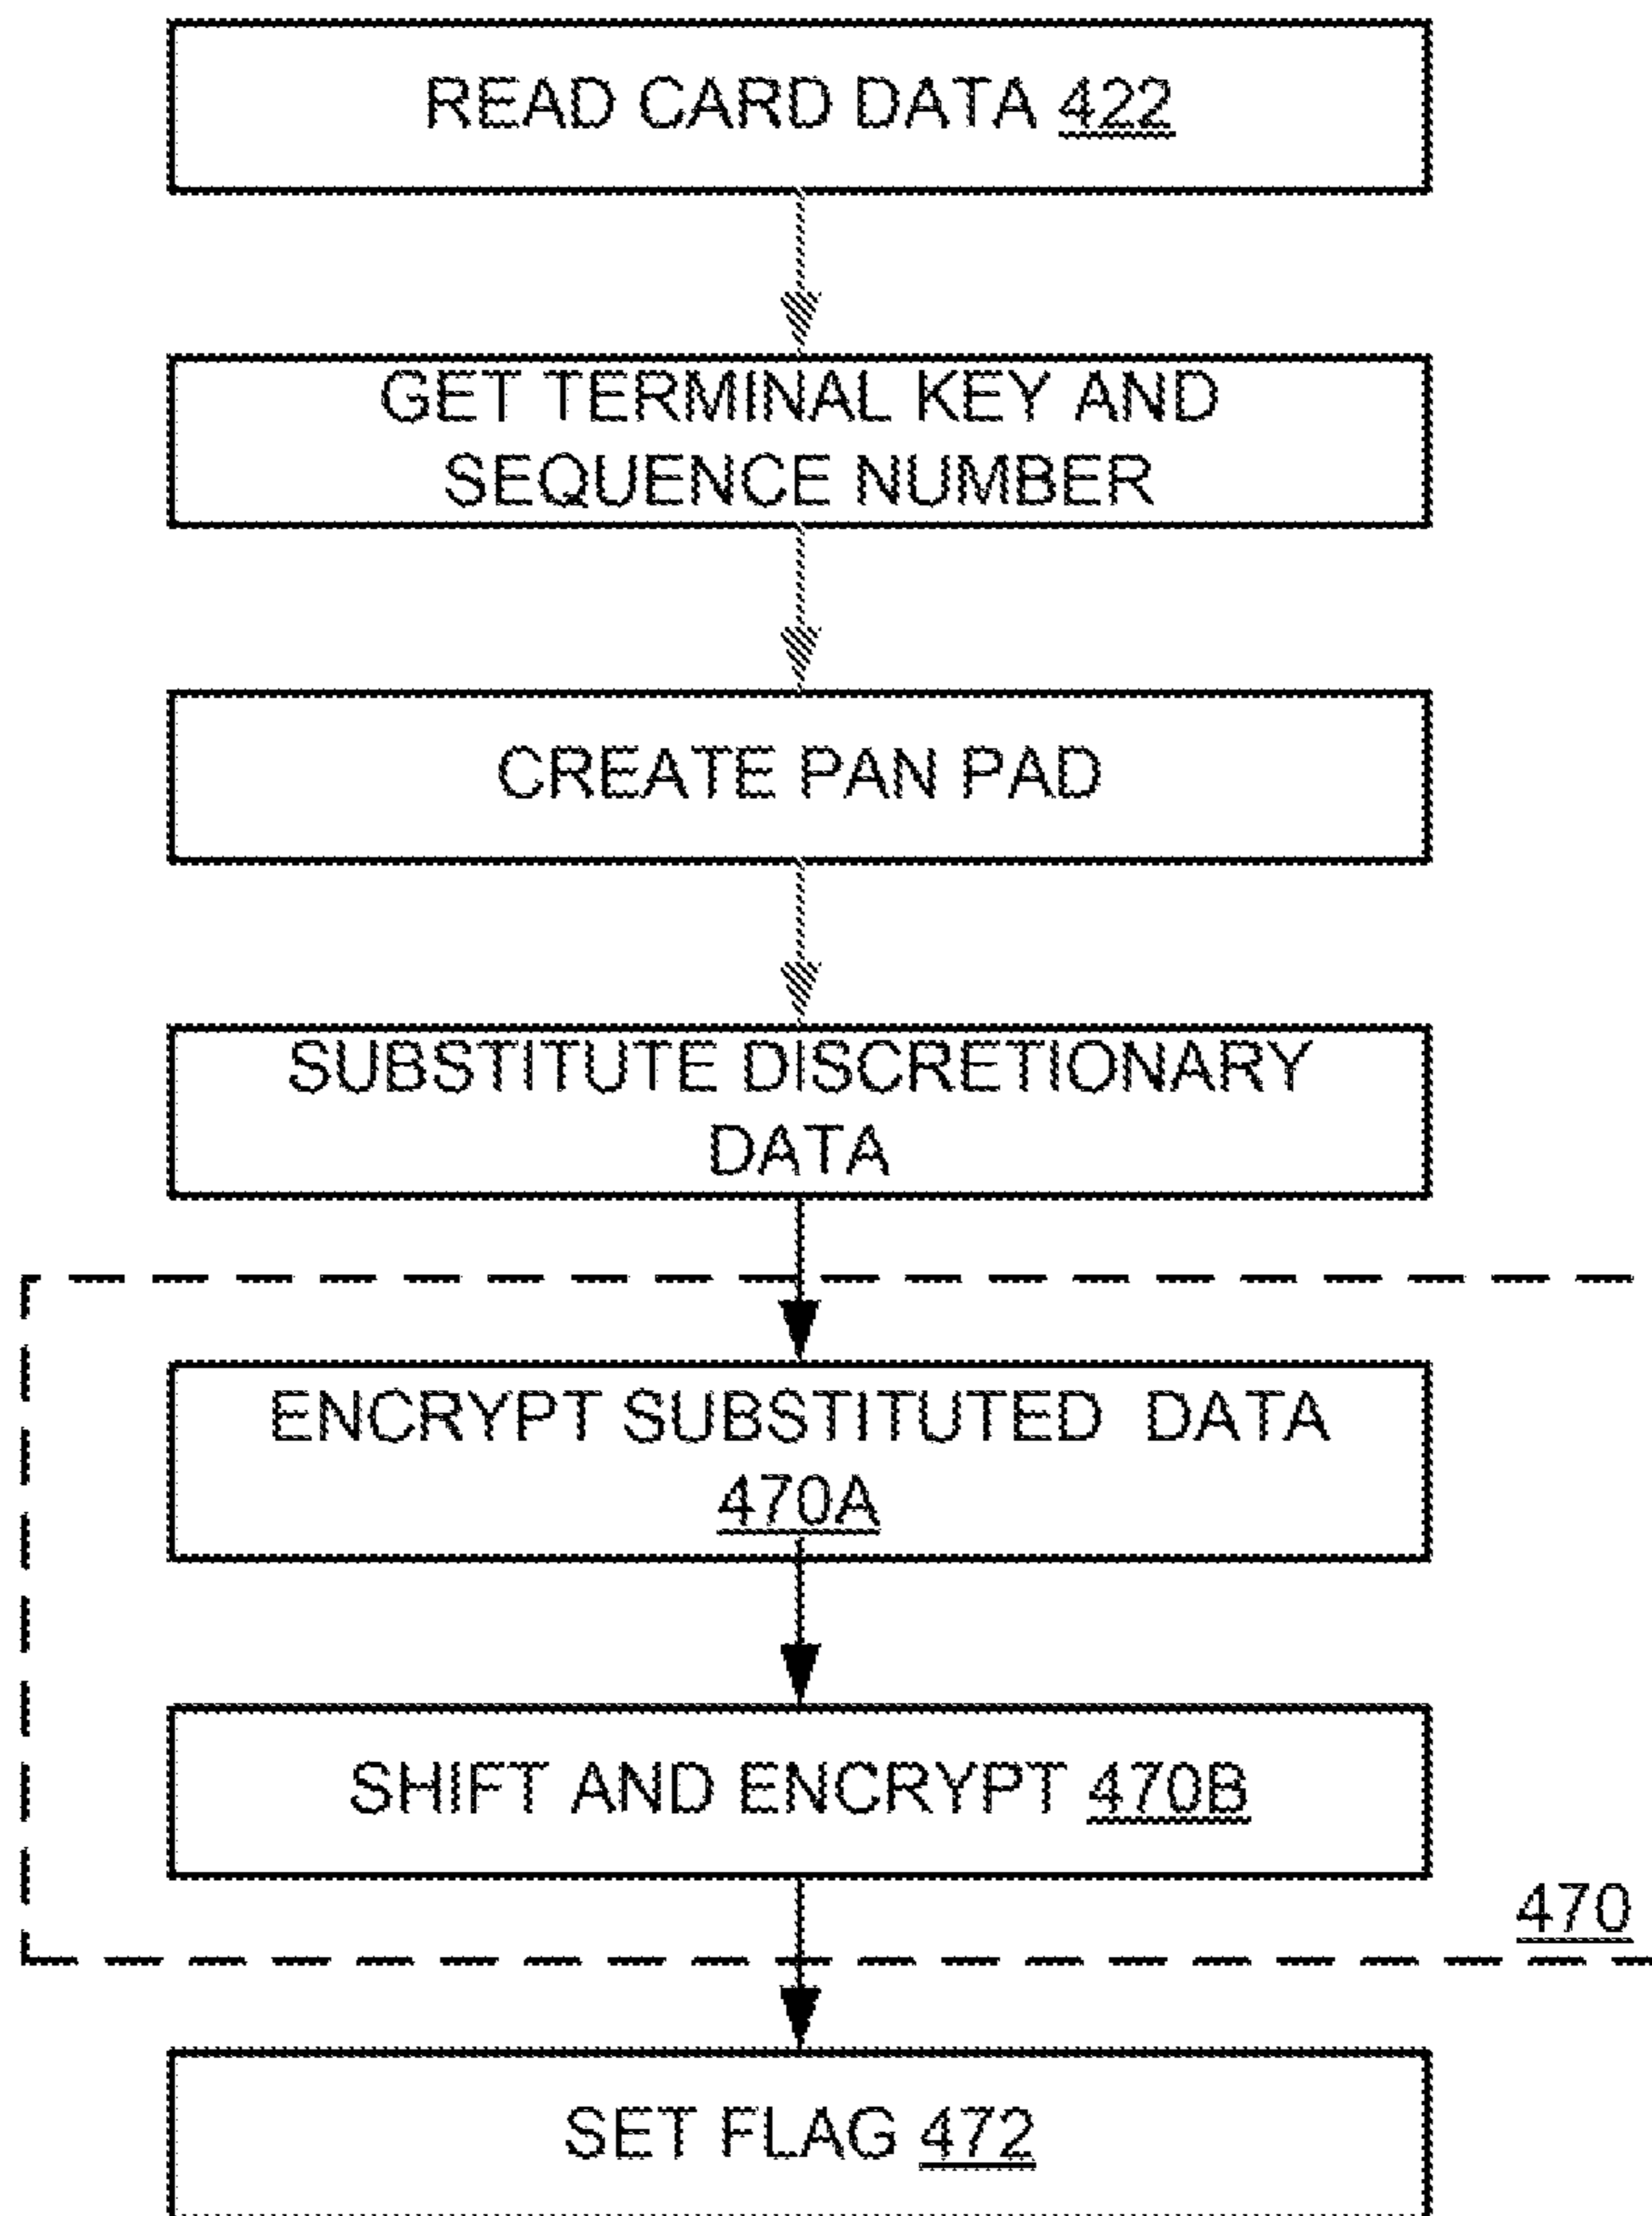 READ CARD DATA 422
GET TERMINAL KEY AND
SEQUENCE NUMBER
CREATE PAN PAD
SUBSTITUTE DISCRETIONARY
DATA
ENCRYPT SUBSTITUTED DATA
470A
SHIFT AND ENCRYPT 470B
470
SET FLAG 472